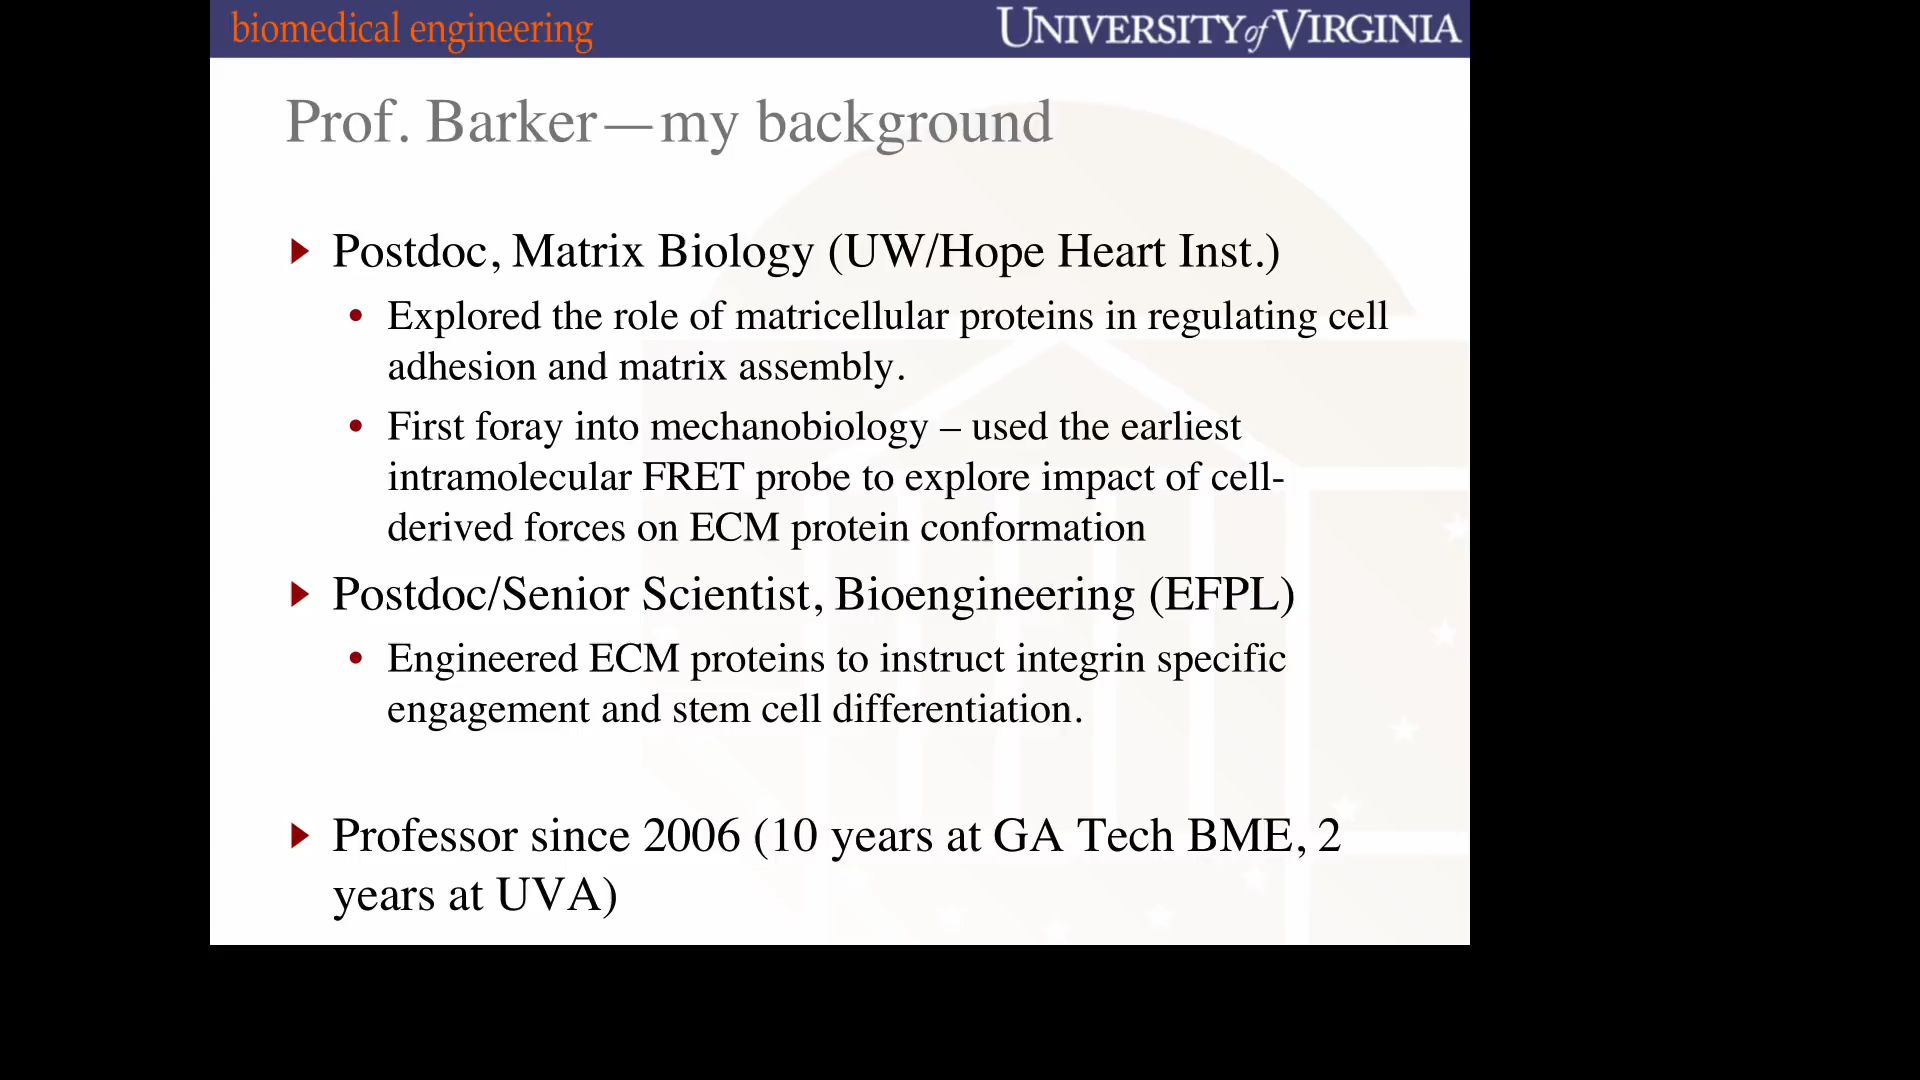 biomedical engineering
UNIVERSITY of VIRGINIA
Prof. Barker—my background
Postdoc, Matrix Biology (UW/Hope Heart Inst.)
• Explored the role of matricellular proteins in regulating cell
adhesion and matrix assembly.
• First foray into mechanobiology – used the earliest
intramolecular FRET probe to explore impact of cell-
derived forces on ECM protein conformation
Postdoc/Senior Scientist, Bioengineering (EFPL)
• Engineered ECM proteins to instruct integrin specific
engagement and stem cell differentiation.
Professor since 2006 (10 years at GA Tech BME, 2
years at UVA)